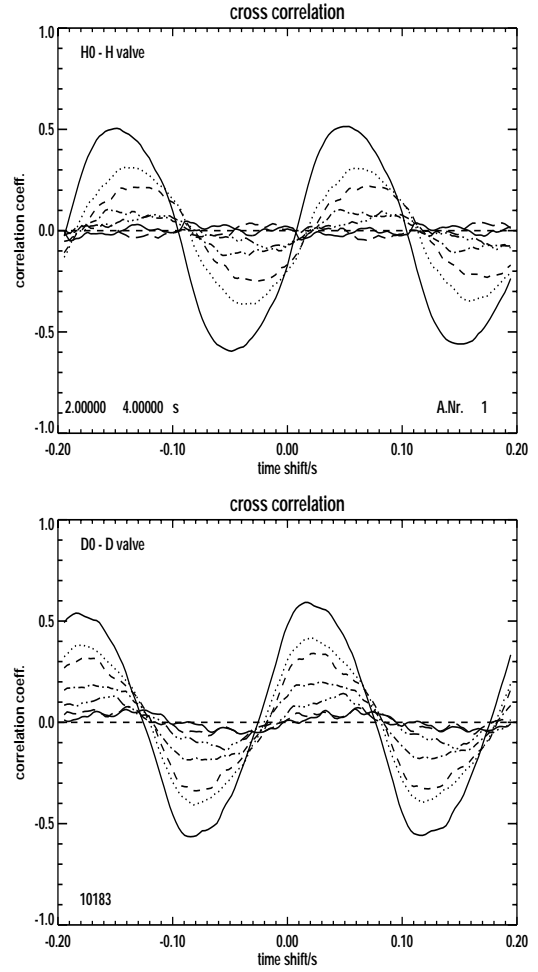 cross correlation
1.0
H0 - H valve
0.5
correlation coeff.
0.0
-0.5
2.00000 4.00000 s A.Nr. 1
-1.0
-0.20 -0.10 0.00 0.10 0.20
time shift/s
cross correlation
1.0
D0 - D valve
0.5
correlation coeff.
0.0
-0.5
10183
-1.0
-0.20 -0.10 0.00 0.10 0.20
time shift/s